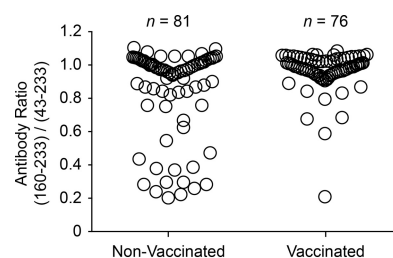 n = 81
n = 76
Antibody Ratio
(160-233) / (43-233)
1.2
1.0
0.8
0.6
0.4
0.2
0
Non-Vaccinated
Vaccinated